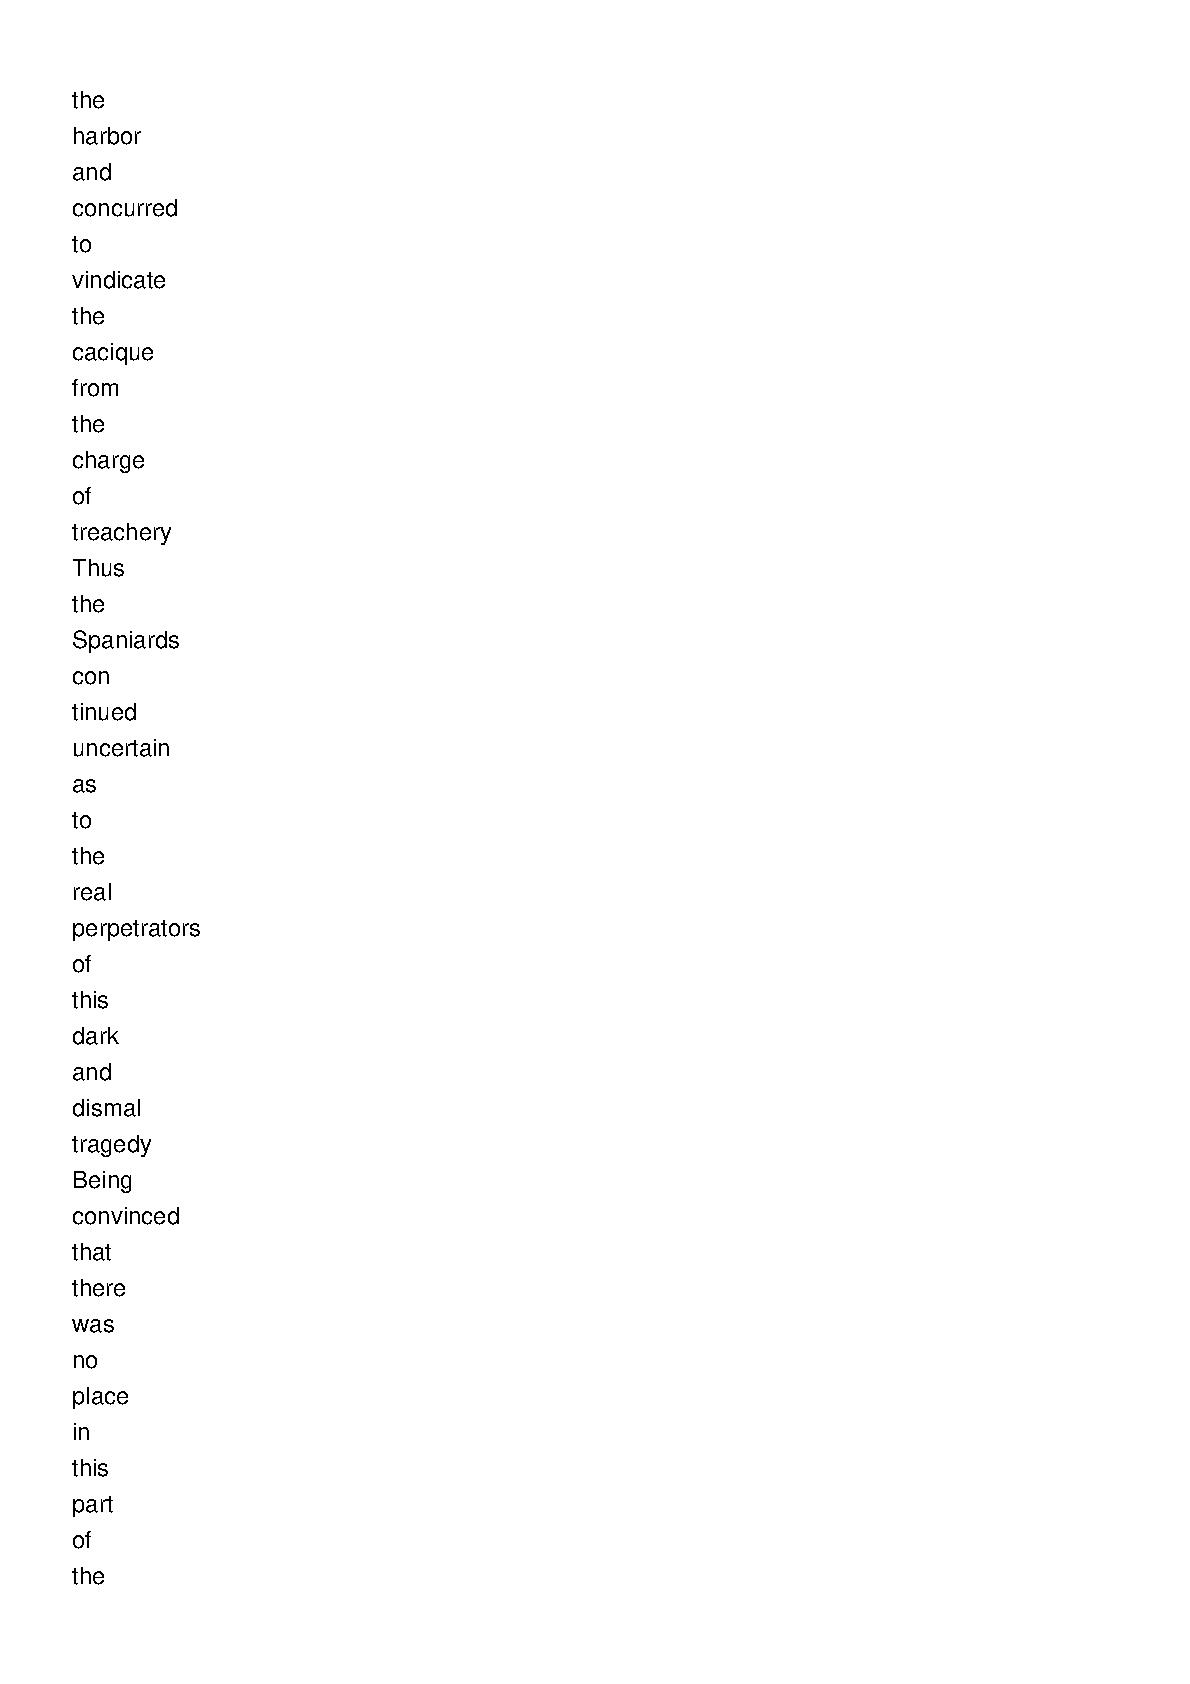 the
harbor
and
concurred
to
vindicate
the
cacique
from
the
charge
of
treachery
Thus
the
Spaniards
con
tinued
uncertain
as
to
the
real
perpetrators
of
this
dark
and
dismal
tragedy
Being
convinced
that
there
was
no
place
in
this
part
of
the